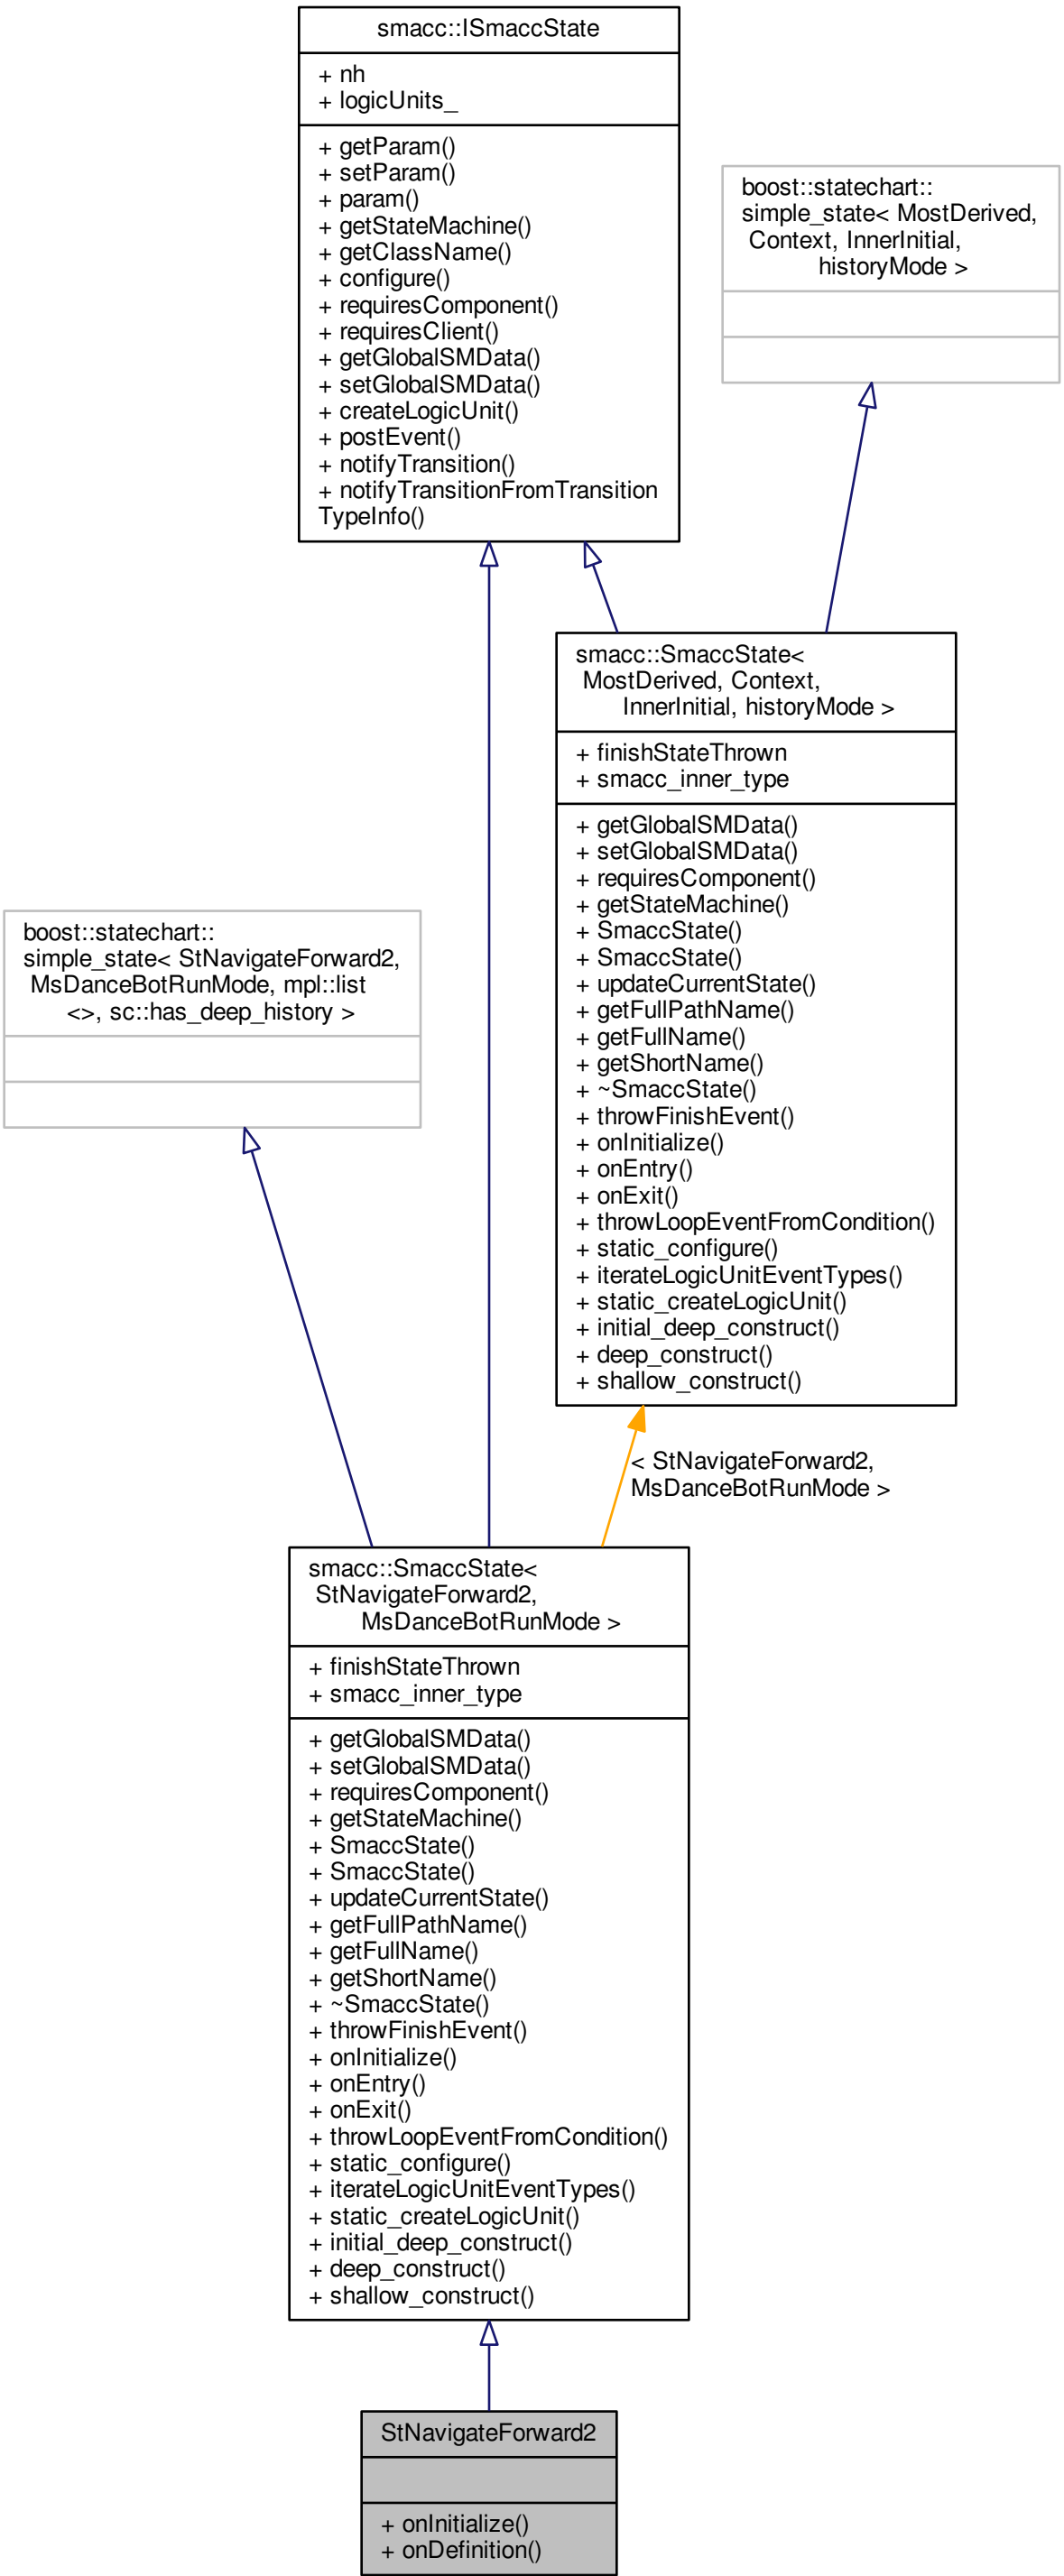 smacc::ISmaccState
+ nh
+ logicUnits_
+ getParam()
+ setParam()
+ param()
+ getStateMachine()
+ getClassName()
+ configure()
+ requiresComponent()
+ requiresClient()
+ getGlobalSMData()
+ setGlobalSMData()
+ createLogicUnit()
+ postEvent()
+ notifyTransition()
+ notifyTransitionFromTransition
TypeInfo()
boost::statechart::
simple_state< MostDerived,
Context, InnerInitial,
historyMode >
smacc::SmaccState<
MostDerived, Context,
InnerInitial, historyMode >
+ finishStateThrown
+ smacc_inner_type
+ getGlobalSMData()
+ setGlobalSMData()
+ requiresComponent()
+ getStateMachine()
+ SmaccState()
+ SmaccState()
+ updateCurrentState()
+ getFullPathName()
+ getFullName()
+ getShortName()
+ ~SmaccState()
+ throwFinishEvent()
+ onInitialize()
+ onEntry()
+ onExit()
+ throwLoopEventFromCondition()
+ static_configure()
+ iterateLogicUnitEventTypes()
+ static_createLogicUnit()
+ initial_deep_construct()
+ deep_construct()
+ shallow_construct()
boost::statechart::
simple_state< StNavigateForward2,
MsDanceBotRunMode, mpl::list
<>, sc::has_deep_history >
< StNavigateForward2,
MsDanceBotRunMode >
smacc::SmaccState<
StNavigateForward2,
MsDanceBotRunMode >
+ finishStateThrown
+ smacc_inner_type
+ getGlobalSMData()
+ setGlobalSMData()
+ requiresComponent()
+ getStateMachine()
+ SmaccState()
+ SmaccState()
+ updateCurrentState()
+ getFullPathName()
+ getFullName()
+ getShortName()
+ ~SmaccState()
+ throwFinishEvent()
+ onInitialize()
+ onEntry()
+ onExit()
+ throwLoopEventFromCondition()
+ static_configure()
+ iterateLogicUnitEventTypes()
+ static_createLogicUnit()
+ initial_deep_construct()
+ deep_construct()
+ shallow_construct()
StNavigateForward2
+ onInitialize()
+ onDefinition()